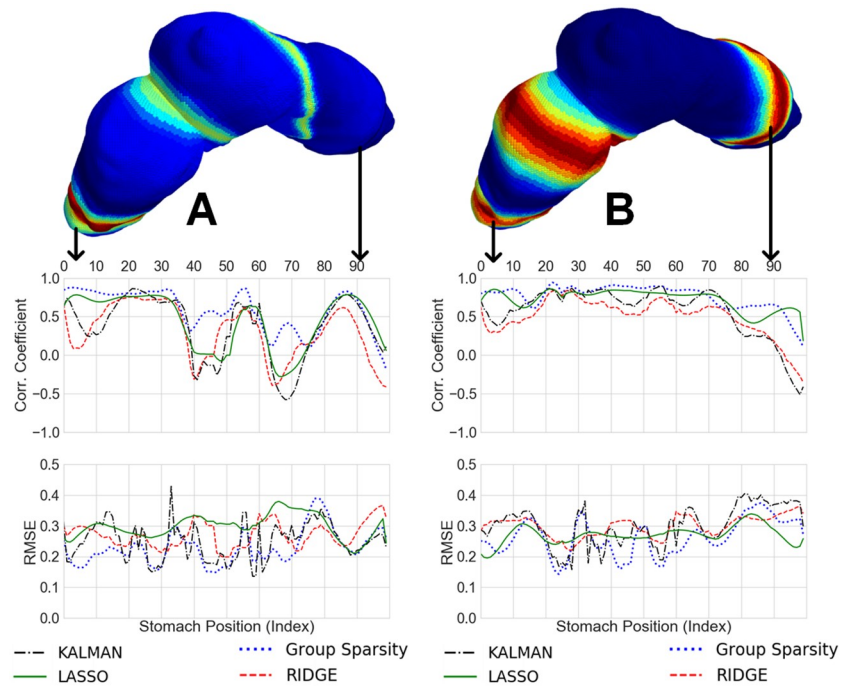 A
B
0 10 20 30 40 50 60 70 80 90
0 10 20 30 40 50 60 70 80 90
1.0
0.5
0.0
−0.5
−1.0
Corr. Coefficient
1.0
0.5
0.0
−0.5
−1.0
Corr. Coefficient
0.5
0.4
0.3
0.2
0.1
0.0
RMSE
0.5
0.4
0.3
0.2
0.1
0.0
RMSE
Stomach Position (Index)
Stomach Position (Index)
KALMAN
Group Sparsity
LASSO
RIDGE
KALMAN
Group Sparsity
LASSO
RIDGE